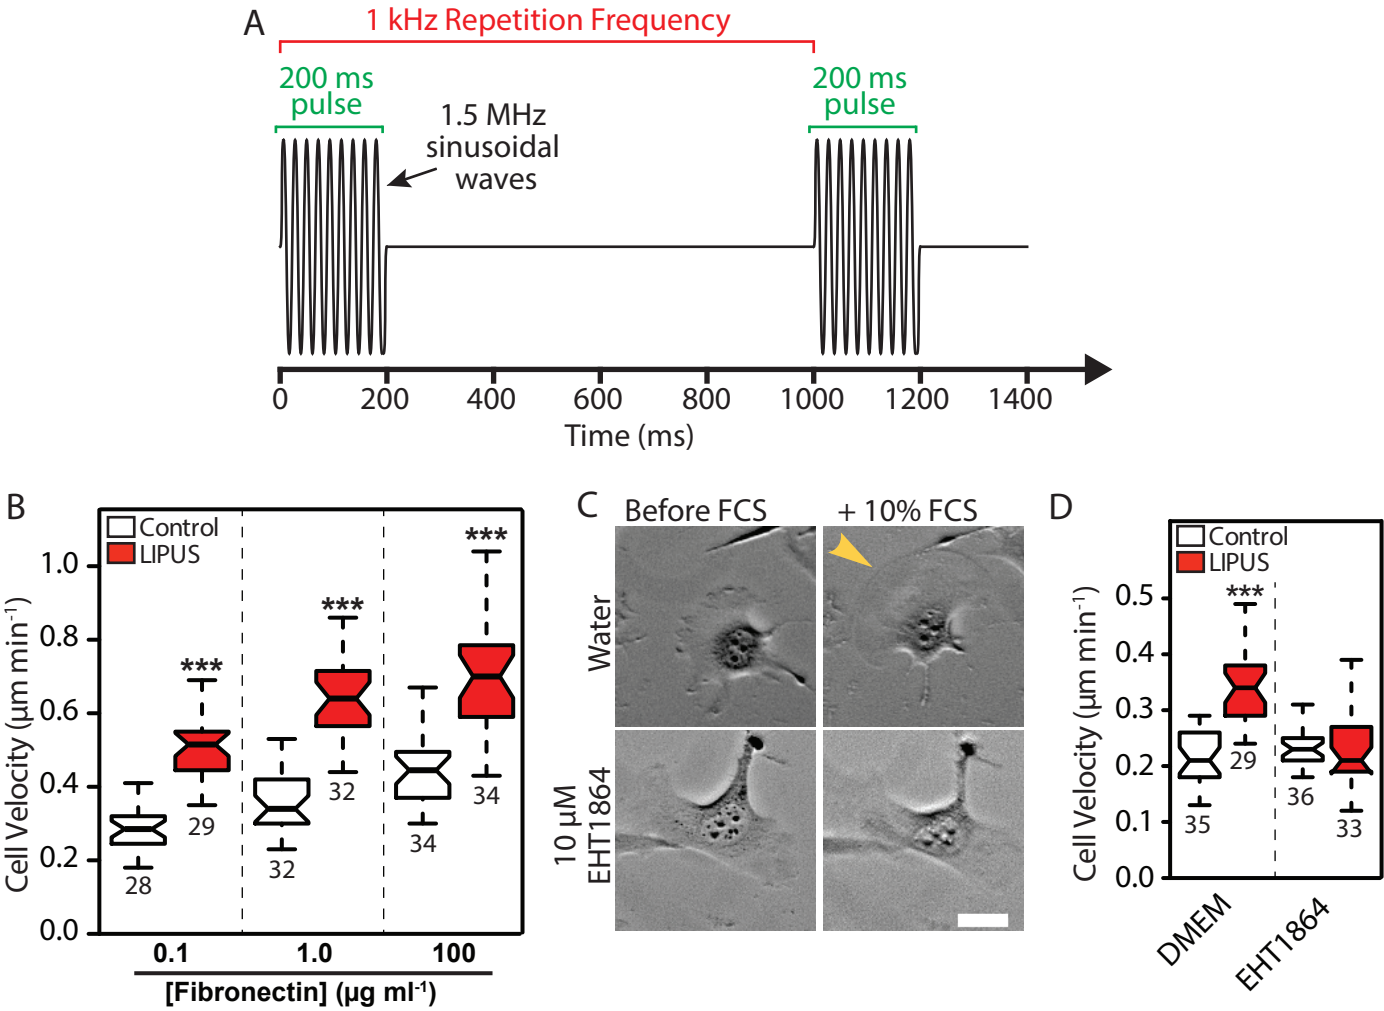 A
1 kHz Repetition Frequency
200 ms
pulse
1.5 MHz
sinusoidal
waves
200 ms
pulse
0 200 400 600 800 1000 1200 1400
Time (ms)
B
Control
LIPUS
Cell Velocity (µm min-1)
1.0
0.8
0.6
0.4
0.2
0.0
***
***
***
28
29
32
32
34
34
0.1 1.0 100
[Fibronectin] (µg ml-1)
C
Before FCS
+ 10% FCS
Water
10 µM
EHT1864
D
Control
LIPUS
Cell Velocity (µm min-1)
0.5
0.4
0.3
0.2
0.1
0.0
***
35
29
36
33
DMEM
EHT1864